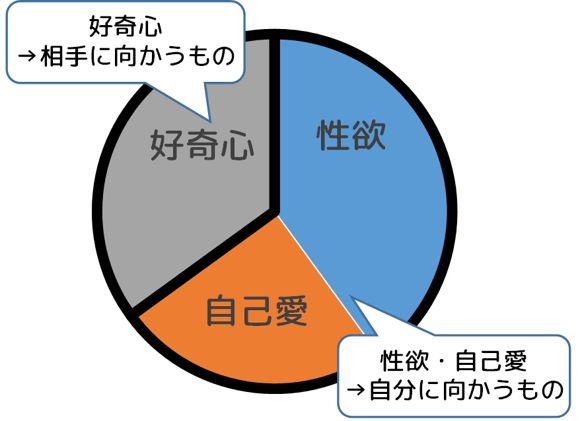 好奇心
→相手に向かうもの
好奇心
性欲
自己愛
性欲・自己愛
→自分に向かうもの